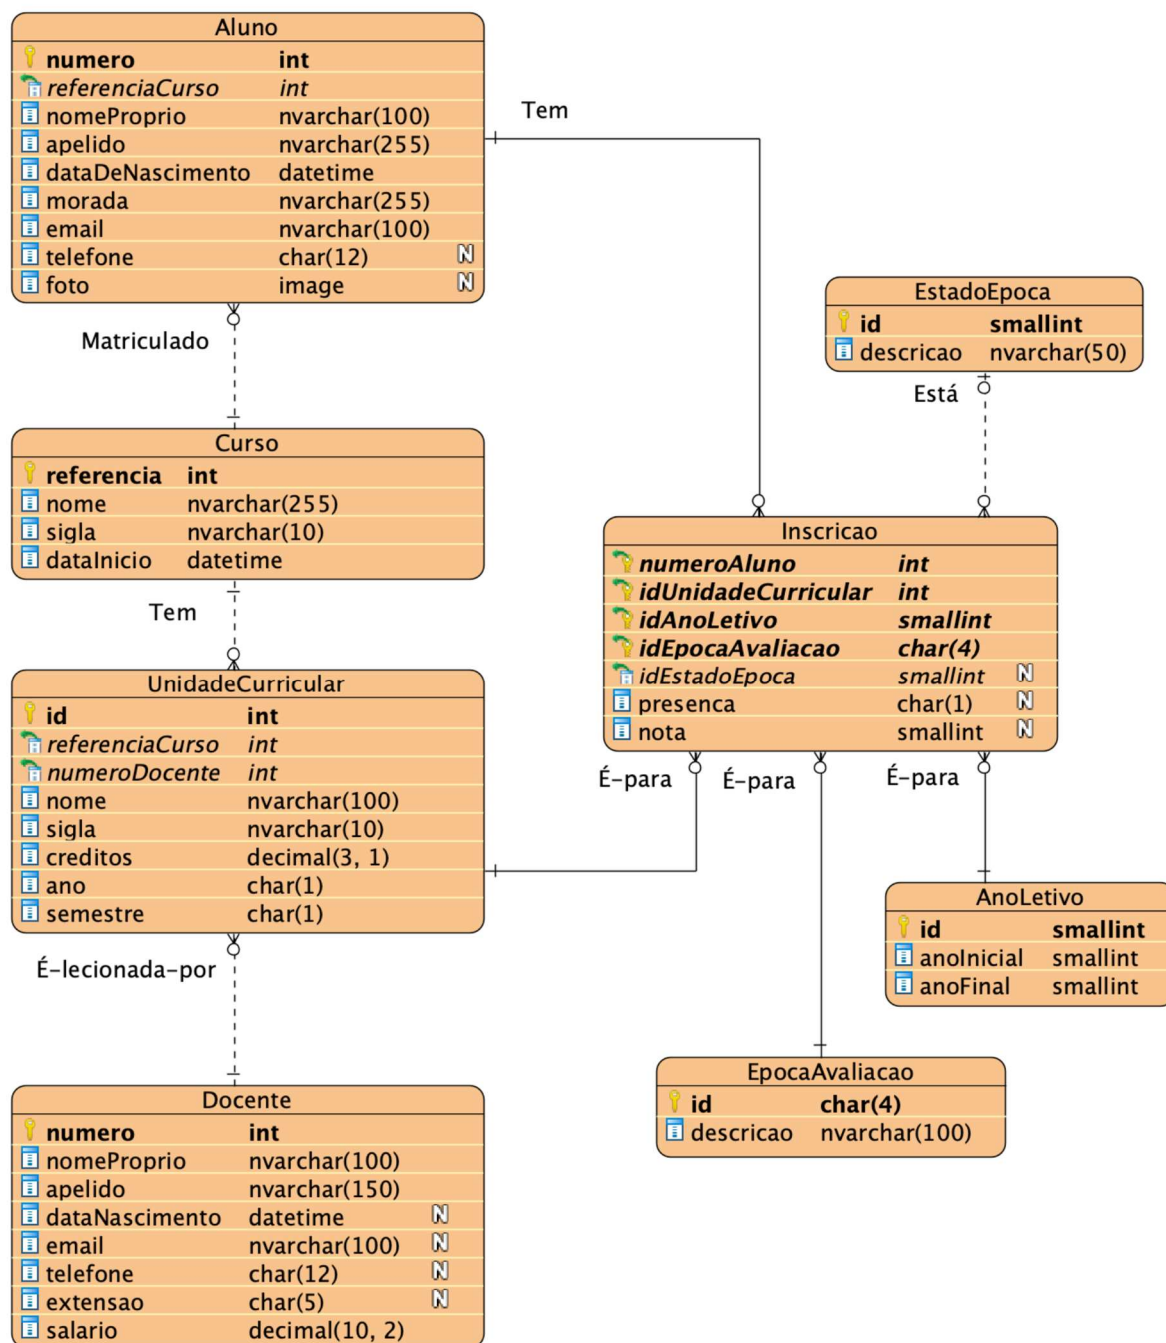 Aluno
numero int
referenciaCurso int
nomeProprio nvarchar(100)
apelido nvarchar(255)
dataDeNascimento datetime
morada nvarchar(255)
email nvarchar(100)
telefone char(12) N
foto image N
Tem
Matriculado
EstadoEpoca
id smallint
descricao nvarchar(50)
Está
Curso
referencia int
nome nvarchar(255)
sigla nvarchar(10)
dataInicio datetime
Tem
Inscricao
numeroAluno int
idUnidadeCurricular int
idAnoLetivo smallint
idEpocaAvaliacao char(4)
idEstadoEpoca smallint N
presenca char(1) N
nota smallint N
É-para
É-para
É-para
UnidadeCurricular
id int
referenciaCurso int
numeroDocente int
nome nvarchar(100)
sigla nvarchar(10)
creditos decimal(3, 1)
ano char(1)
semestre char(1)
É-lecionada-por
AnoLetivo
id smallint
anoInicial smallint
anoFinal smallint
EpocaAvaliacao
id char(4)
descricao nvarchar(100)
Docente
numero int
nomeProprio nvarchar(100)
apelido nvarchar(150)
dataNascimento datetime N
email nvarchar(100) N
telefone char(12) N
extensao char(5) N
salario decimal(10, 2)